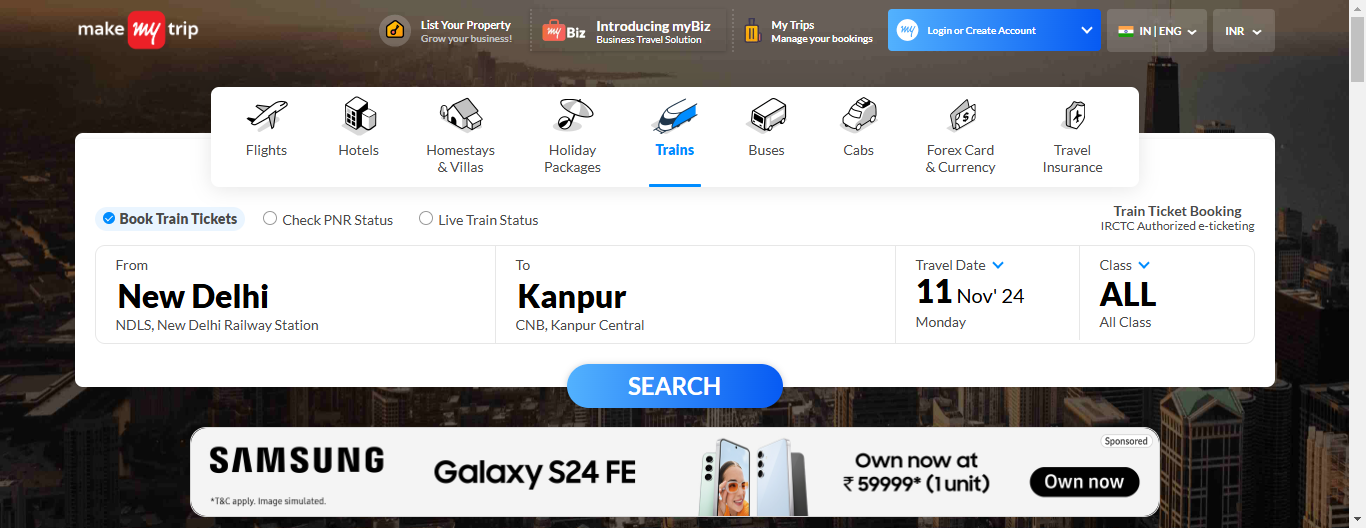 make my trip
List Your Property
Grow your business!
my Biz
Introducing myBiz
Business Travel Solution
My Trips
Manage your bookings
my
Login or Create Account
IN | ENG
INR
Flights
Hotels
Homestays
& Villas
Holiday
Packages
Trains
Buses
Cabs
Forex Card
& Currency
Travel
Insurance
Book Train Tickets
Check PNR Status
Live Train Status
Train Ticket Booking
IRCTC Authorized e-ticketing
From
New Delhi
NDLS, New Delhi Railway Station
To
Kanpur
CNB, Kanpur Central
Travel Date
11 Nov' 24
Monday
Class
ALL
All Class
SEARCH
Sponsored
SAMSUNG
*T&C apply. Image simulated.
Galaxy S24 FE
Own now at
₹ 59999* (1 unit)
Own now